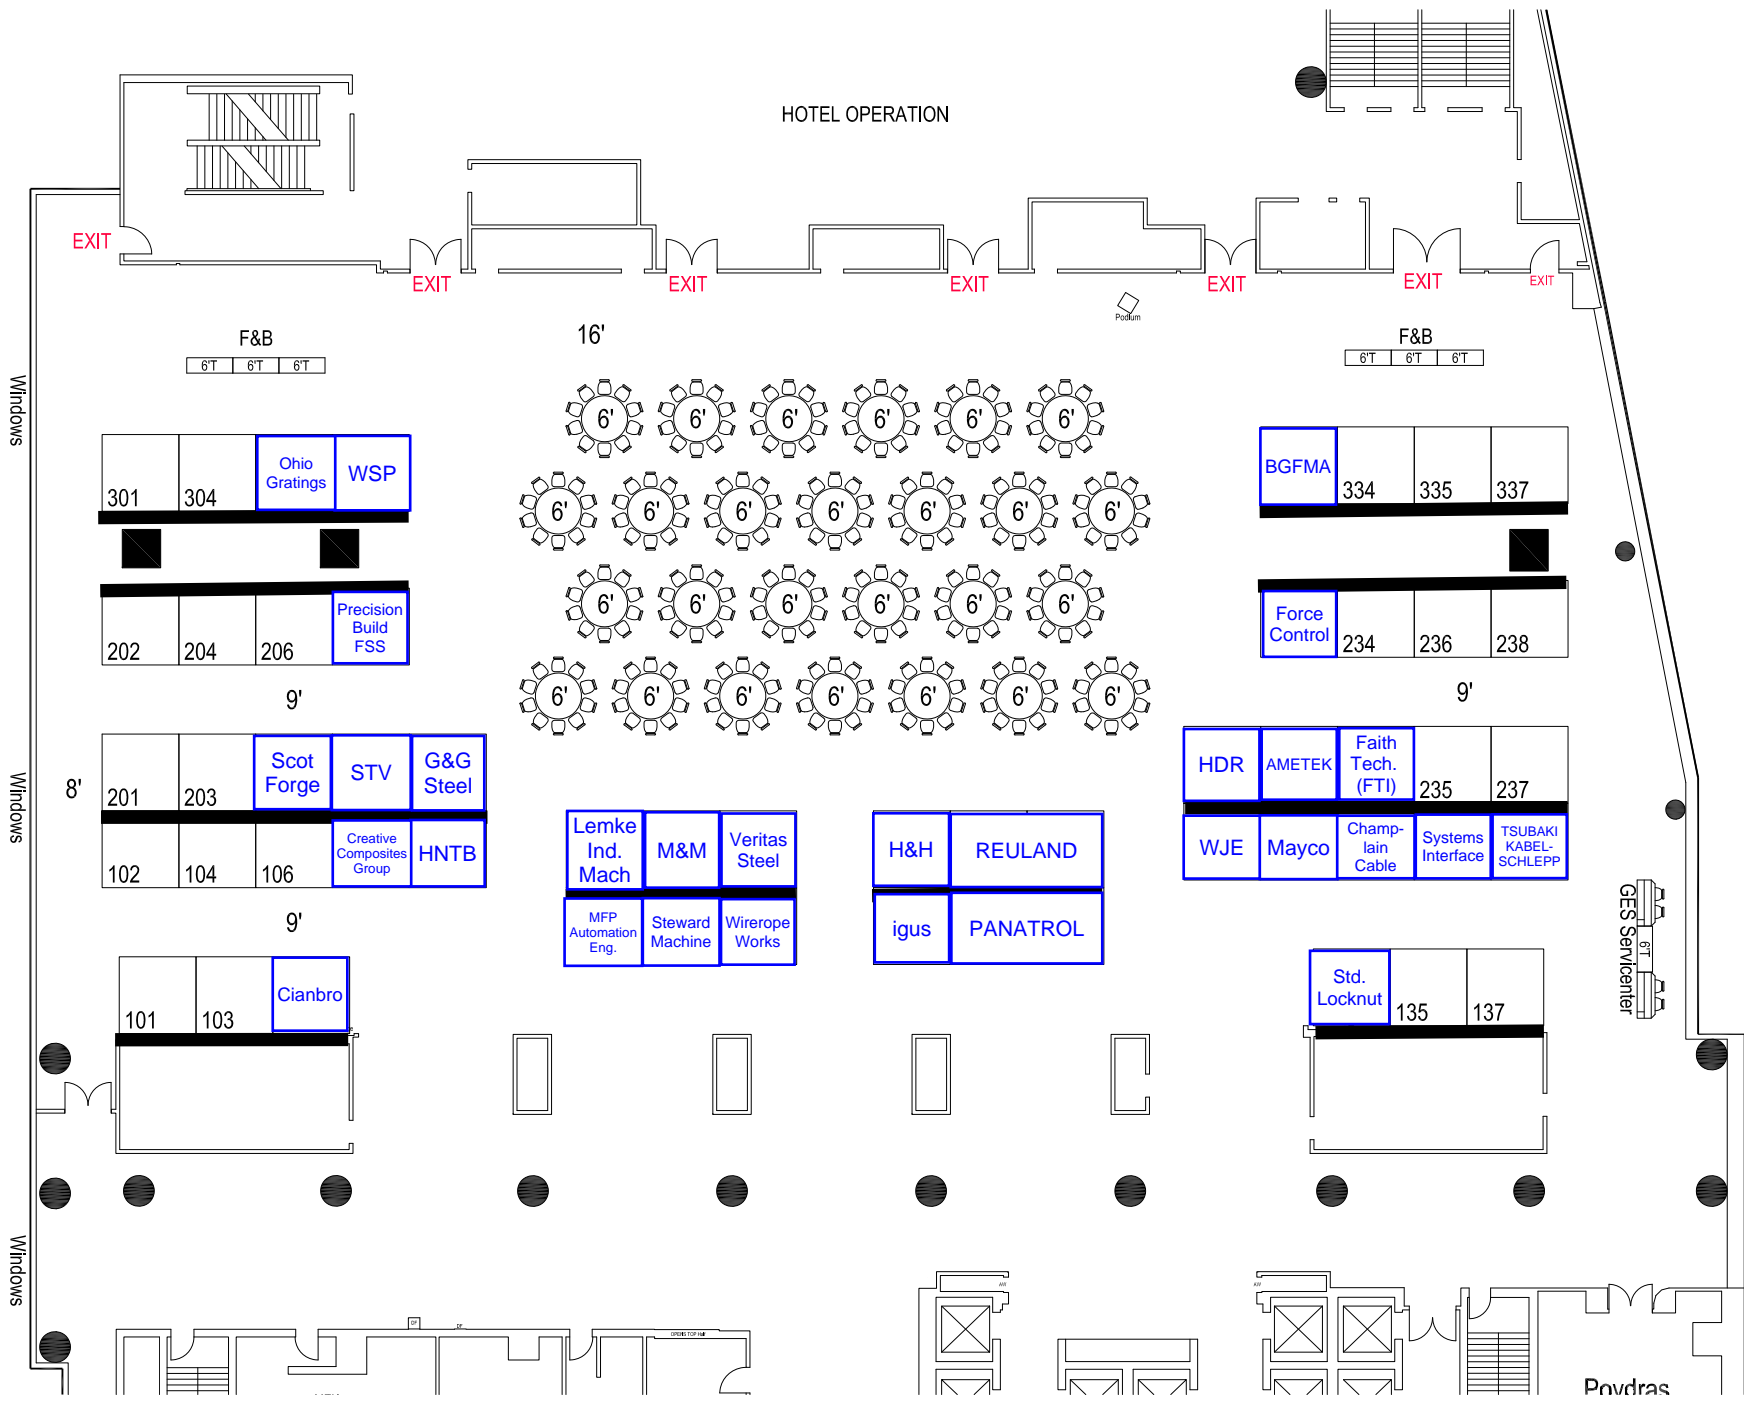 HOTEL OPERATION
EXIT
EXIT
EXIT
EXIT
EXIT
EXIT
EXIT
Podium
F&B
6'T 6'T 6'T
16'
F&B
6'T 6'T 6'T
Windows
6' 6' 6' 6' 6' 6'
6' 6' 6' 6' 6' 6' 6'
6' 6' 6' 6' 6' 6'
6' 6' 6' 6' 6' 6' 6'
301
304
Ohio
Gratings
WSP
BGFMA
334
335
337
202
204
206
Precision
Build
FSS
Force
Control
234
236
238
9'
9'
Windows
8'
201
203
Scot
Forge
STV
G&G
Steel
102
104
106
Creative
Composites
Group
HNTB
Lemke
Ind.
Mach
M&M
Veritas
Steel
MFP
Automation
Eng.
Steward
Machine
Wirerope
Works
H&H
REULAND
igus
PANATROL
HDR
AMETEK
Faith
Tech.
(FTI)
235
237
WJE
Mayco
Champ-
lain
Cable
Systems
Interface
TSUBAKI
KABEL-
SCHLEPP
9'
101
103
Cianbro
Std.
Locknut
135
137
GES Servicenter
6'T
Windows
DF
DF
OPENS TOP Half
Poydras